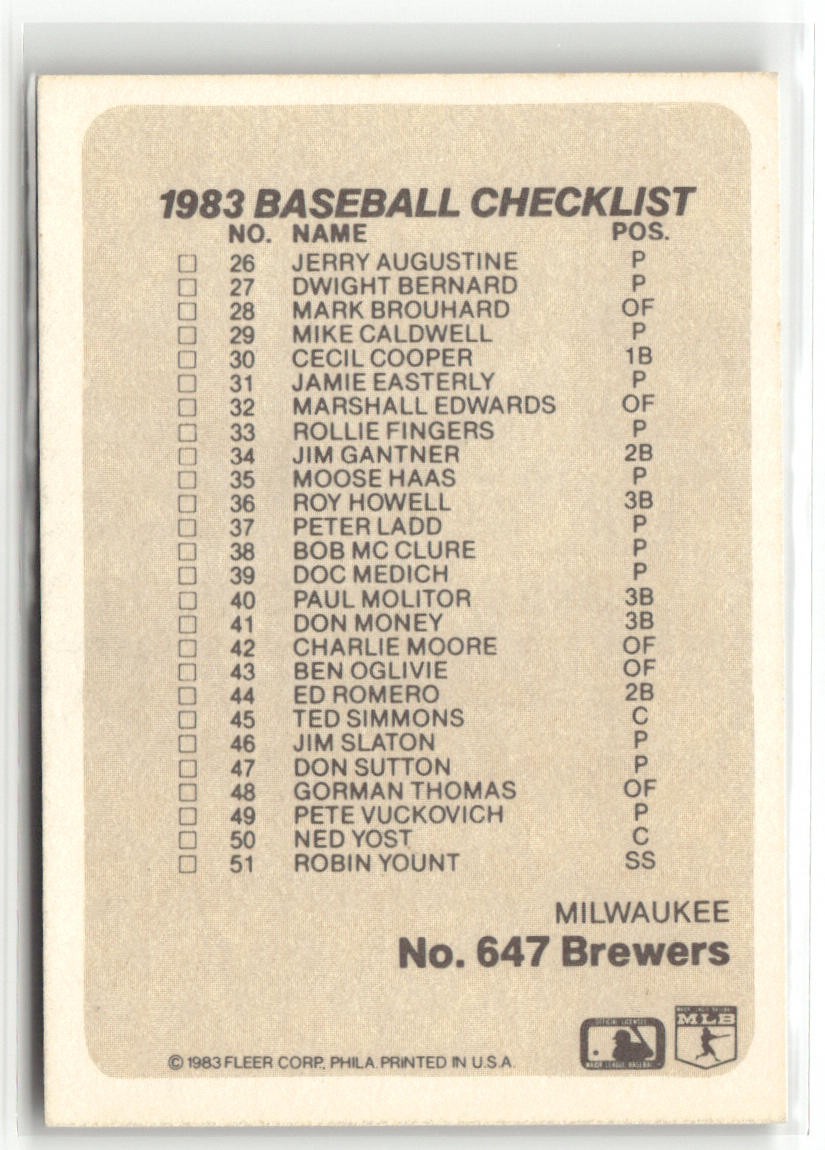 1983 BASEBALL CHECKLIST
NO. NAME POS.
26 JERRY AUGUSTINE P
27 DWIGHT BERNARD P
28 MARK BROUHARD OF
29 MIKE CALDWELL P
30 CECIL COOPER 1B
31 JAMIE EASTERLY P
32 MARSHALL EDWARDS OF
33 ROLLIE FINGERS P
34 JIM GANTNER 2B
35 MOOSE HAAS P
36 ROY HOWELL 3B
37 PETER LADD P
38 BOB MC CLURE P
39 DOC MEDICH P
40 PAUL MOLITOR 3B
41 DON MONEY 3B
42 CHARLIE MOORE OF
43 BEN OGLIVIE OF
44 ED ROMERO 2B
45 TED SIMMONS C
46 JIM SLATON P
47 DON SUTTON P
48 GORMAN THOMAS OF
49 PETE VUCKOVICH P
50 NED YOST C
51 ROBIN YOUNT SS
MILWAUKEE
No. 647 Brewers
OFFICIAL LICENSEE
MAJOR LEAGUE BASEBALL
MLB
© 1983 FLEER CORP. PHILA. PRINTED IN U.S.A.